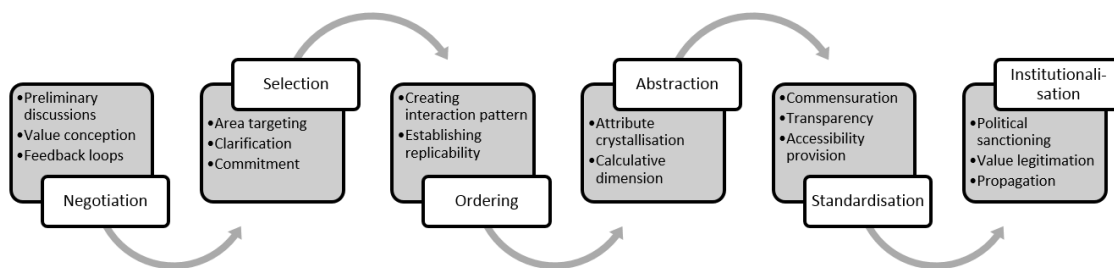 •Preliminary
discussions
•Value conception
•Feedback loops
Negotiation
Selection
•Area targeting
•Clarification
•Commitment
•Creating
interaction pattern
•Establishing
replicability
Ordering
Abstraction
•Attribute
crystallisation
•Calculative
dimension
•Commensuration
•Transparency
•Accessibility
provision
Standardisation
Institutionali-
sation
•Political
sanctioning
•Value legitimation
•Propagation